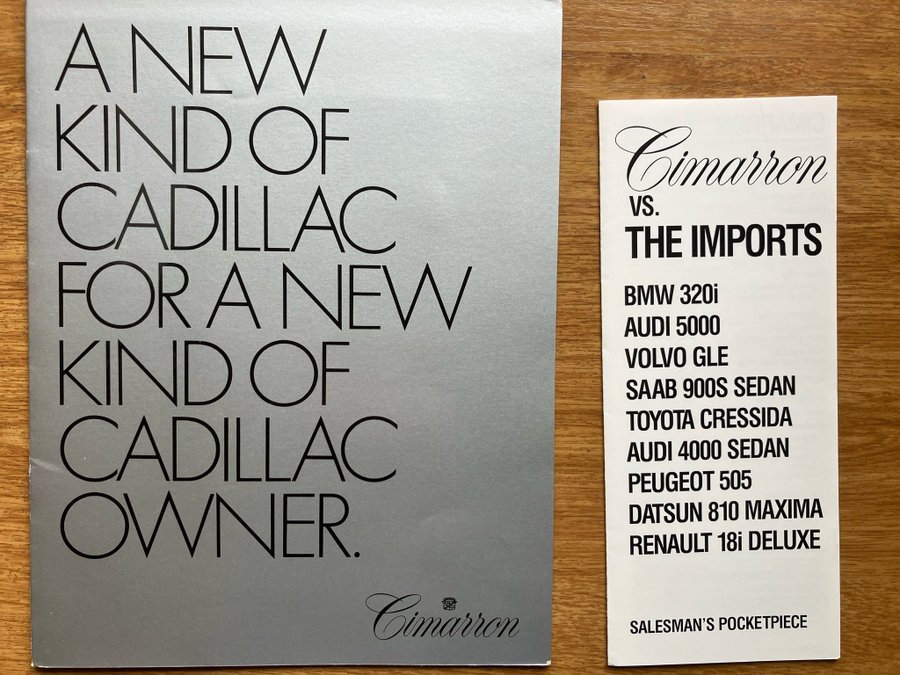 A NEW
KIND OF
CADILLAC
FOR A NEW
KIND OF
CADILLAC
OWNER.
Cimarron
Cimarron
VS.
THE IMPORTS
BMW 320i
AUDI 5000
VOLVO GLE
SAAB 900S SEDAN
TOYOTA CRESSIDA
AUDI 4000 SEDAN
PEUGEOT 505
DATSUN 810 MAXIMA
RENAULT 18i DELUXE
SALESMAN'S POCKETPIECE